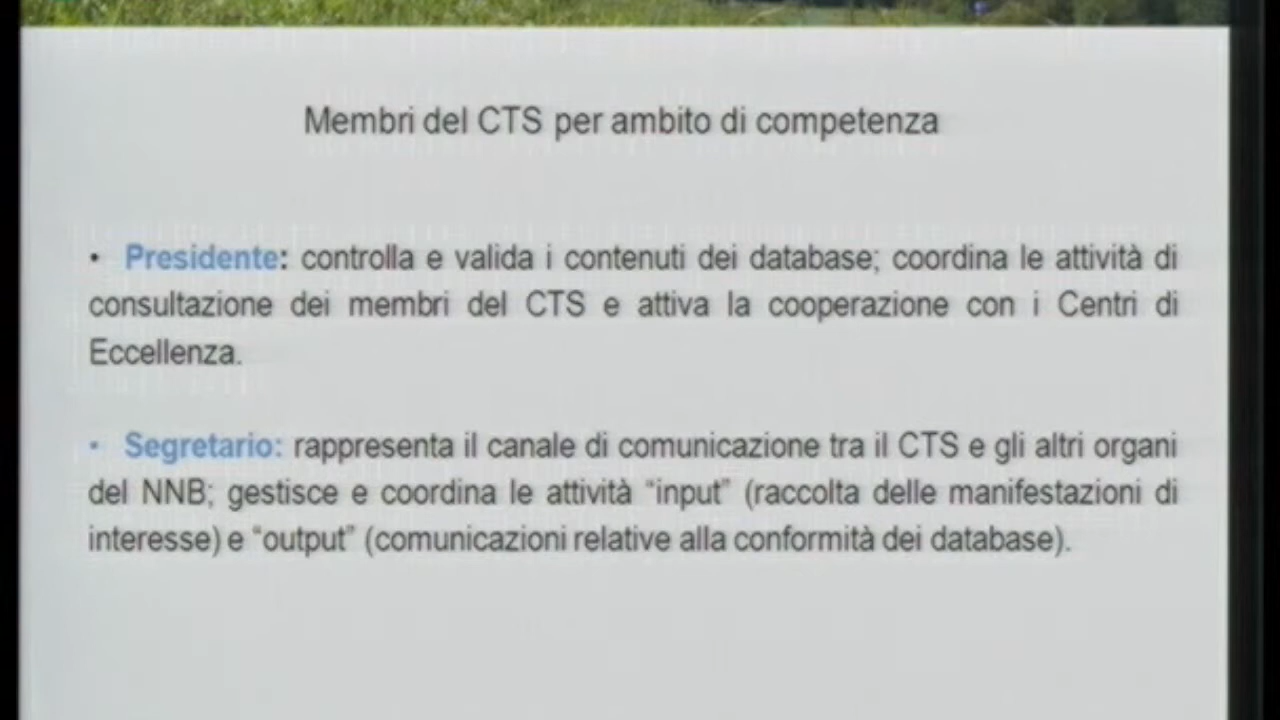 Membri del CTS per ambito di competenza
• Presidente: controlla e valida i contenuti dei database; coordina le attività di
consultazione dei membri del CTS e attiva la cooperazione con i Centri di
Eccellenza.
• Segretario: rappresenta il canale di comunicazione tra il CTS e gli altri organi
del NNB; gestisce e coordina le attività “input” (raccolta delle manifestazioni di
interesse) e “output” (comunicazioni relative alla conformità dei database).